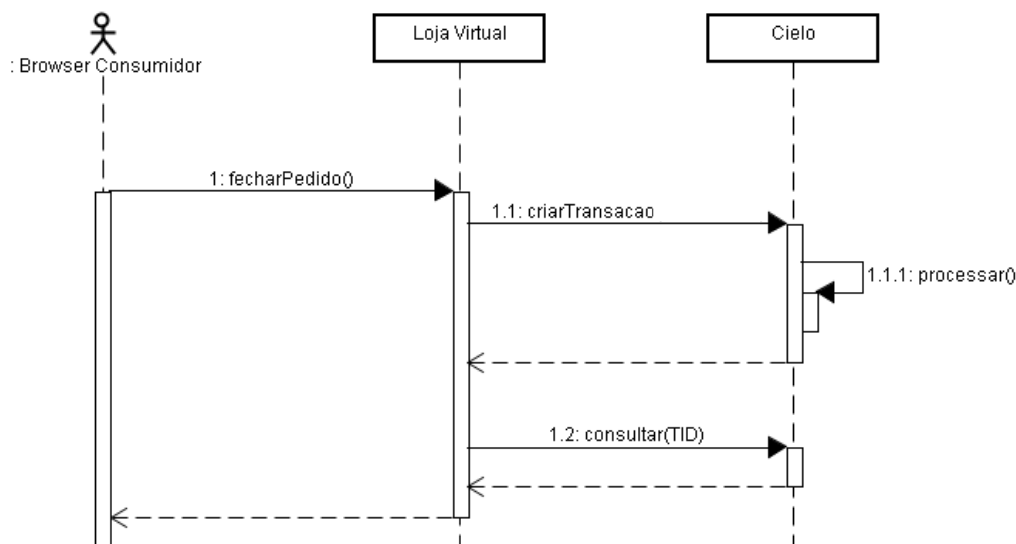 Loja Virtual
Cielo
: Browser Consumidor
1: fecharPedido()
1.1: criarTransacao
1.1.1: processar()
1.2: consultar(TID)